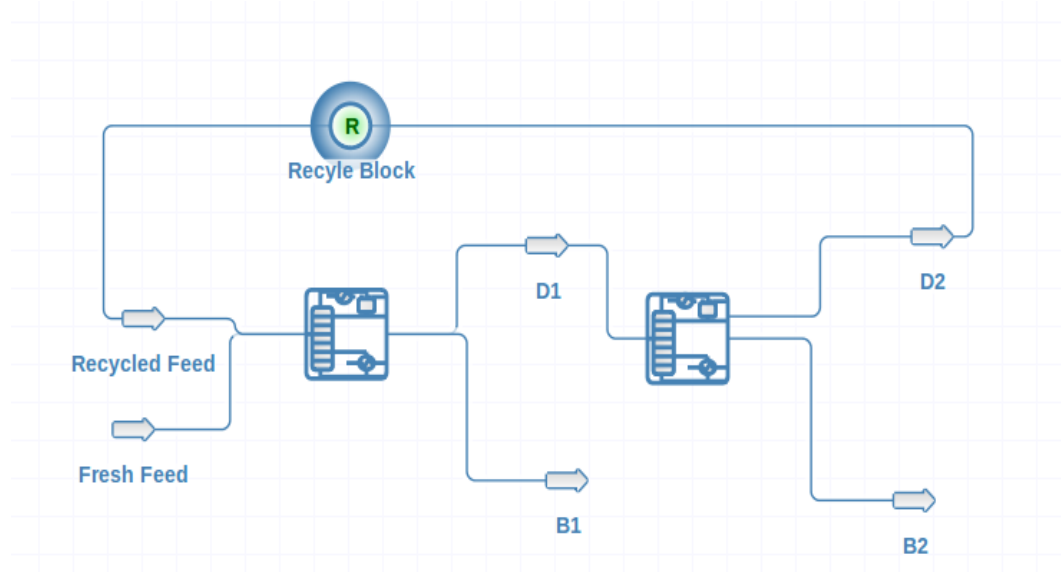 R
Recyle Block
D1
D2
Recycled Feed
Fresh Feed
B1
B2